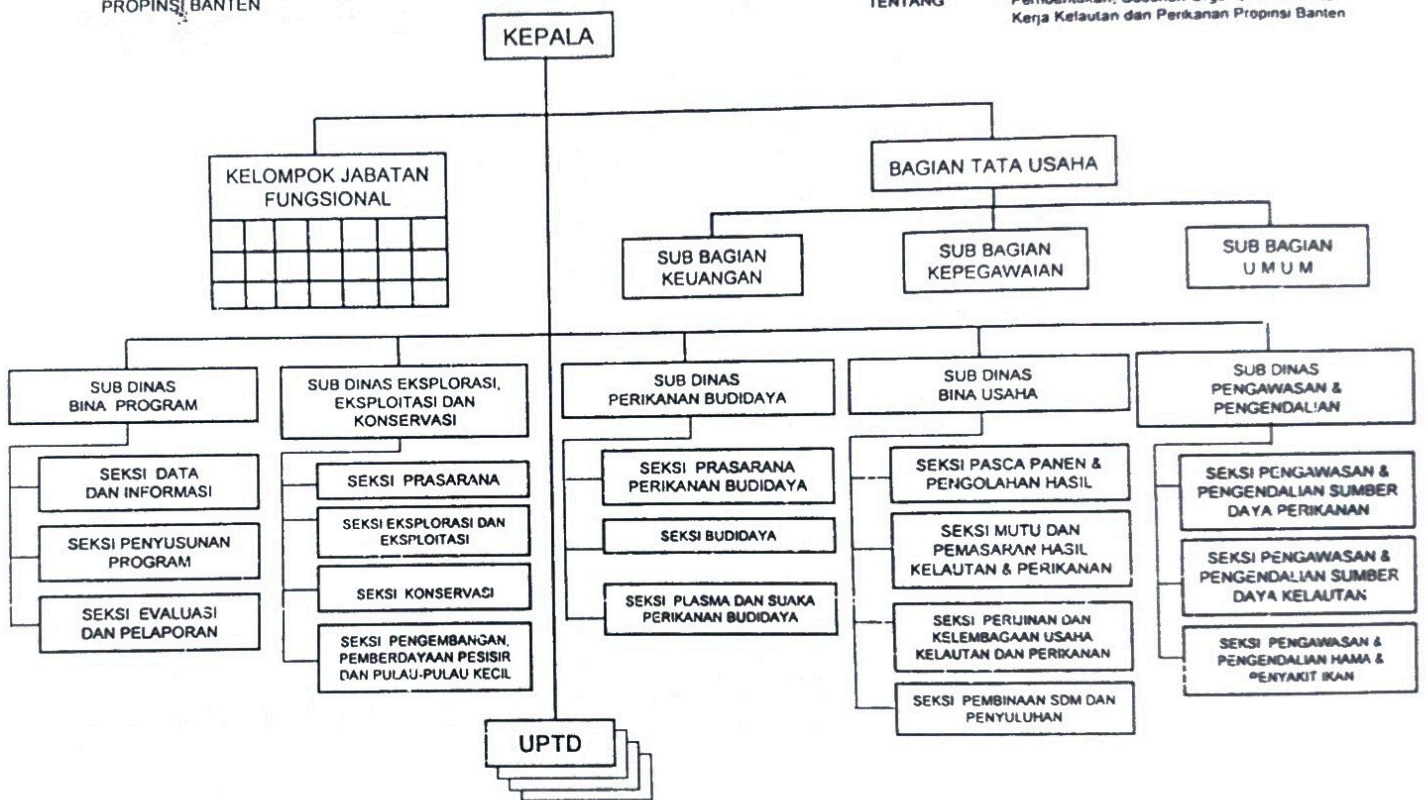 PROPINSI BANTEN
TENTANG
Kerja Kelautan dan Perikanan Propinsi Banten
KEPALA
KELOMPOK JABATAN
FUNGSIONAL
BAGIAN TATA USAHA
SUB BAGIAN
KEUANGAN
SUB BAGIAN
KEPEGAWAIAN
SUB BAGIAN
U M U M
SUB DINAS
BINA PROGRAM
SEKSI DATA
DAN INFORMASI
SEKSI PENYUSUNAN
PROGRAM
SEKSI EVALUASI
DAN PELAPORAN
SUB DINAS EKSPLORASI,
EKSPLOITASI DAN
KONSERVASI
SEKSI PRASARANA
SEKSI EKSPLORASI DAN
EKSPLOITASI
SEKSI KONSERVASI
SEKSI PENGEMBANGAN,
PEMBERDAYAAN PESISIR
DAN PULAU-PULAU KECIL
SUB DINAS
PERIKANAN BUDIDAYA
SEKSI PRASARANA
PERIKANAN BUDIDAYA
SEKSI BUDIDAYA
SEKSI PLASMA DAN SUAKA
PERIKANAN BUDIDAYA
SUB DINAS
BINA USAHA
SEKSI PASCA PANEN &
PENGOLAHAN HASIL
SEKSI MUTU DAN
PEMASARAN HASIL
KELAUTAN & PERIKANAN
SEKSI PERIJINAN DAN
KELEMBAGAAN USAHA
KELAUTAN DAN PERIKANAN
SEKSI PEMBINAAN SDM DAN
PENYULUHAN
SUB DINAS
PENGAWASAN &
PENGENDALIAN
SEKSI PENGAWASAN &
PENGENDALIAN SUMBER
DAYA PERIKANAN
SEKSI PENGAWASAN &
PENGENDALIAN SUMBER
DAYA KELAUTAN
SEKSI PENGAWASAN &
PENGENDALIAN HAMA &
PENYAKIT IKAN
UPTD